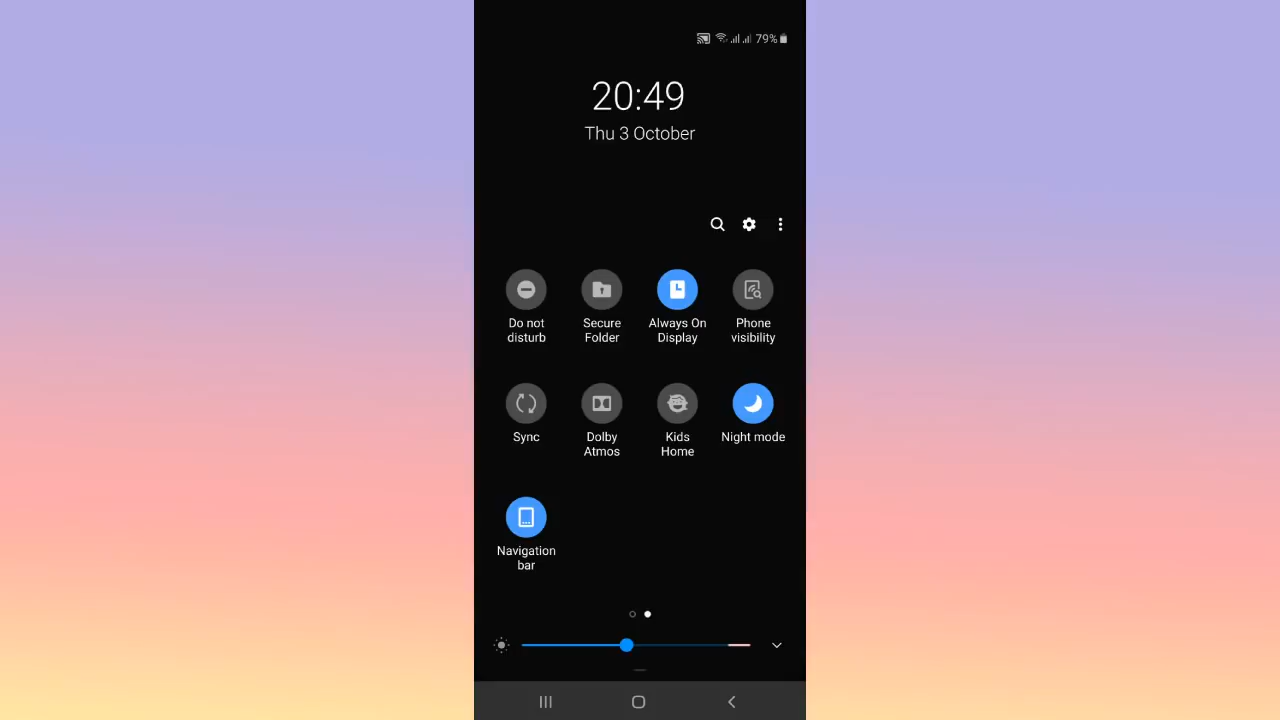 79%
20:49
Thu 3 October
Do not
disturb
Secure
Folder
Always On
Display
Phone
visibility
Sync
Dolby
Atmos
Kids
Home
Night mode
Navigation
bar